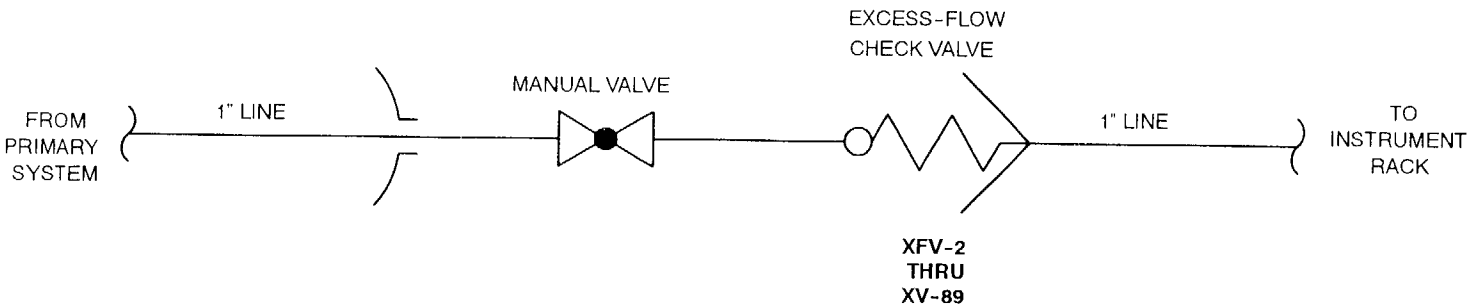 FROM
PRIMARY
SYSTEM
1" LINE
MANUAL VALVE
EXCESS-FLOW
CHECK VALVE
XFV-2
THRU
XV-89
1" LINE
TO
INSTRUMENT
RACK